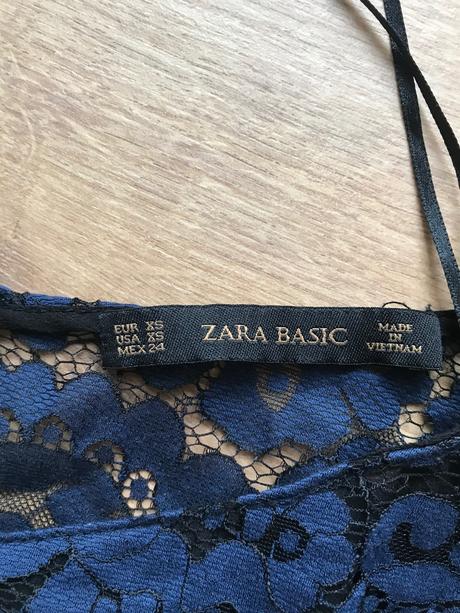 EUR XS
USA XS
MEX 24
ZARA BASIC
MADE IN
VIETNAM